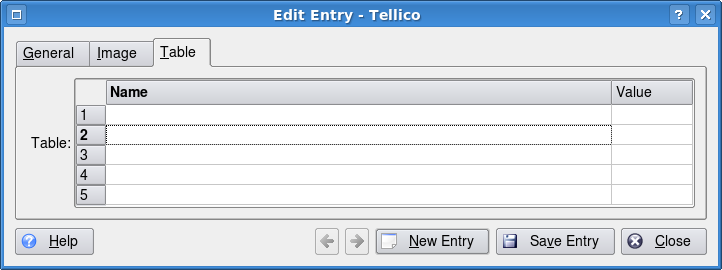 Edit Entry - Tellico
?
General Image Table
Name Value
1
Table: 2
3
4
5
? Help New Entry Save Entry Close